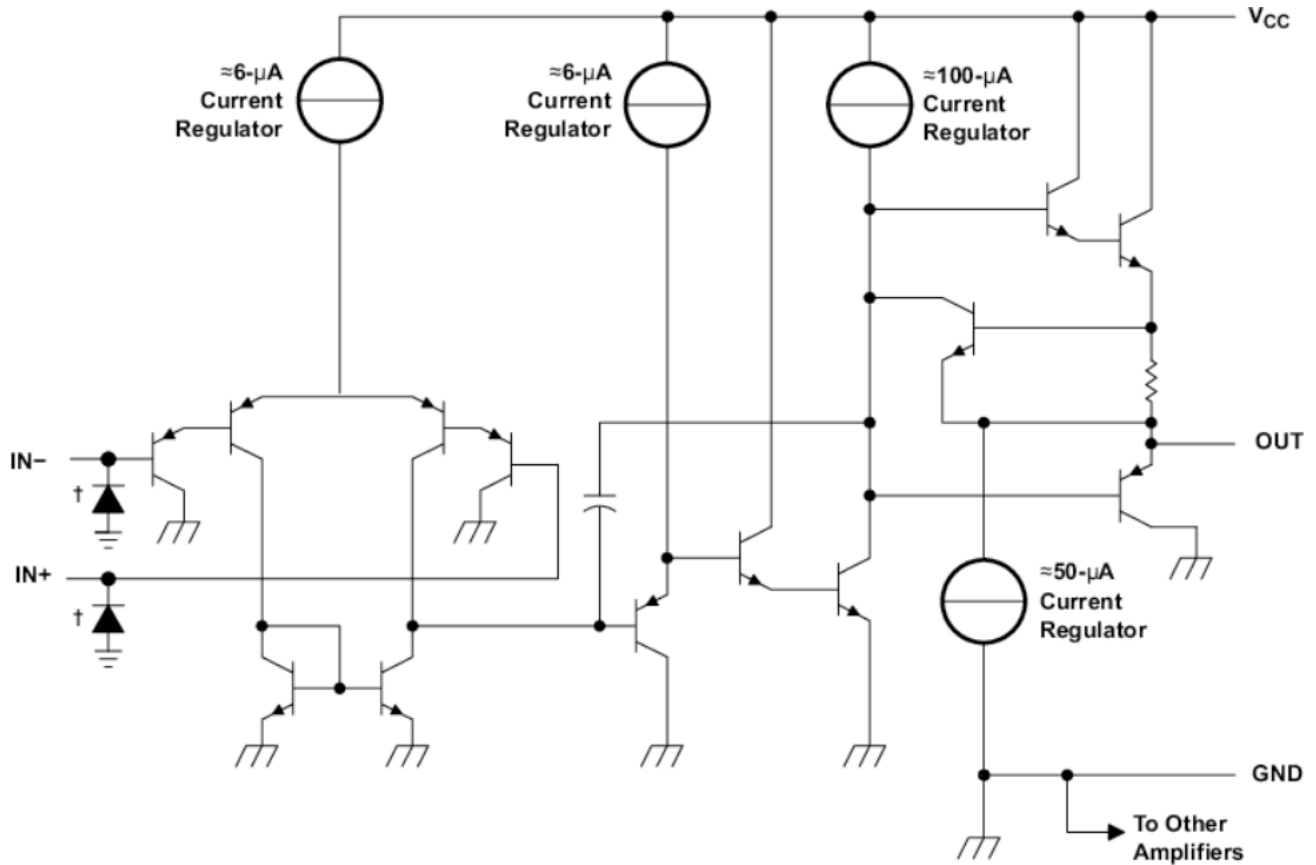 VCC
≈6-µA
Current
Regulator
≈6-µA
Current
Regulator
≈100-µA
Current
Regulator
IN−
†
OUT
IN+
†
≈50-µA
Current
Regulator
GND
To Other
Amplifiers